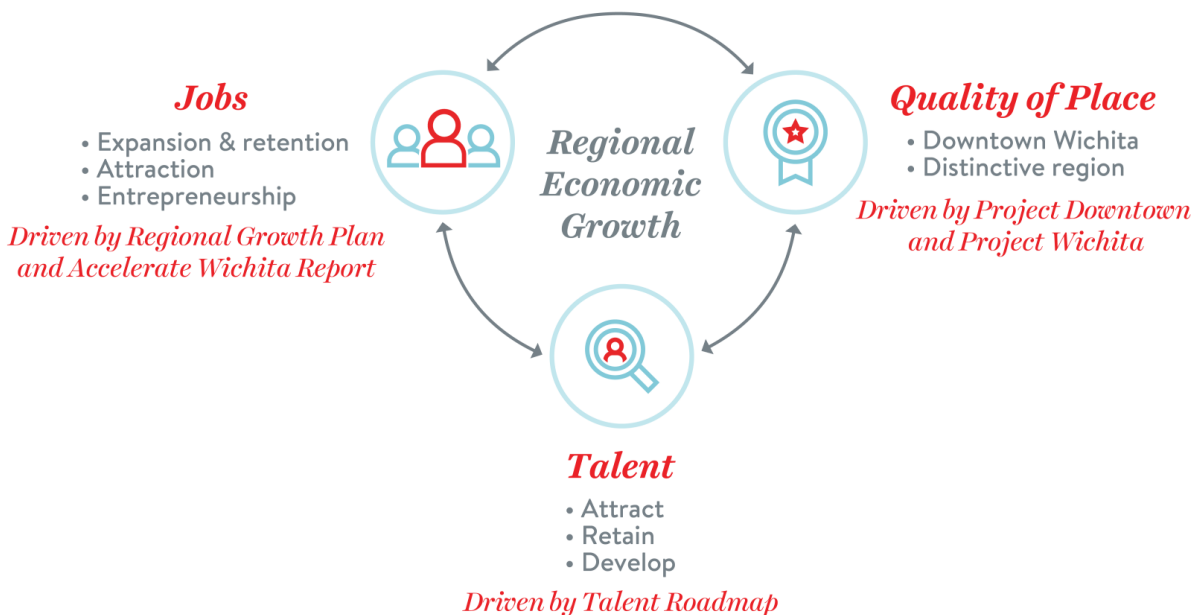 Jobs
• Expansion & retention
• Attraction
• Entrepreneurship
Driven by Regional Growth Plan
and Accelerate Wichita Report
Regional
Economic
Growth
Quality of Place
• Downtown Wichita
• Distinctive region
Driven by Project Downtown
and Project Wichita
Talent
• Attract
• Retain
• Develop
Driven by Talent Roadmap